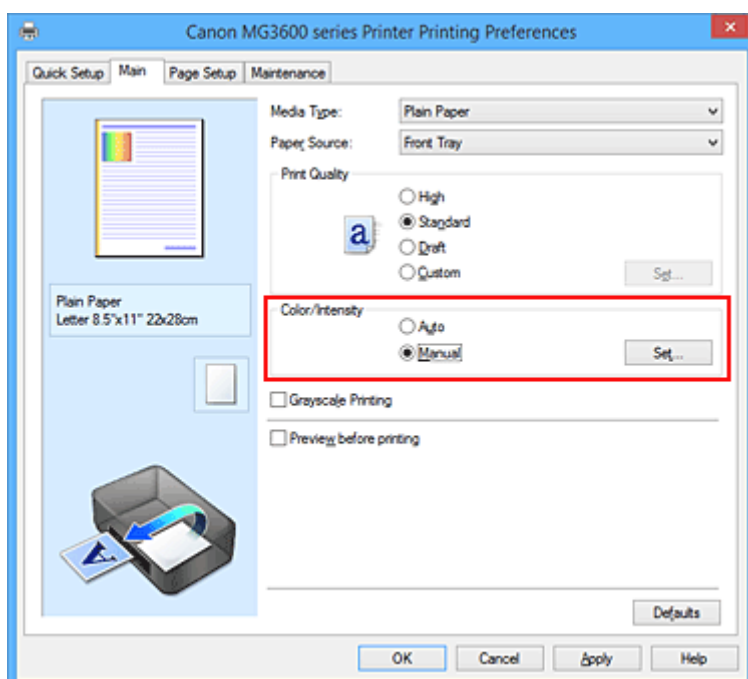 Canon MG3600 series Printer Printing Preferences
Quick Setup Main Page Setup Maintenance
Media Type: Plain Paper
Paper Source: Front Tray
Print Quality
High
a Standard
Draft
Custom Set...
Plain Paper
Letter 8.5"x11" 22x28cm
Color/Intensity
Auto
Manual Set...
Grayscale Printing
Preview before printing
A
Defaults
OK Cancel Apply Help